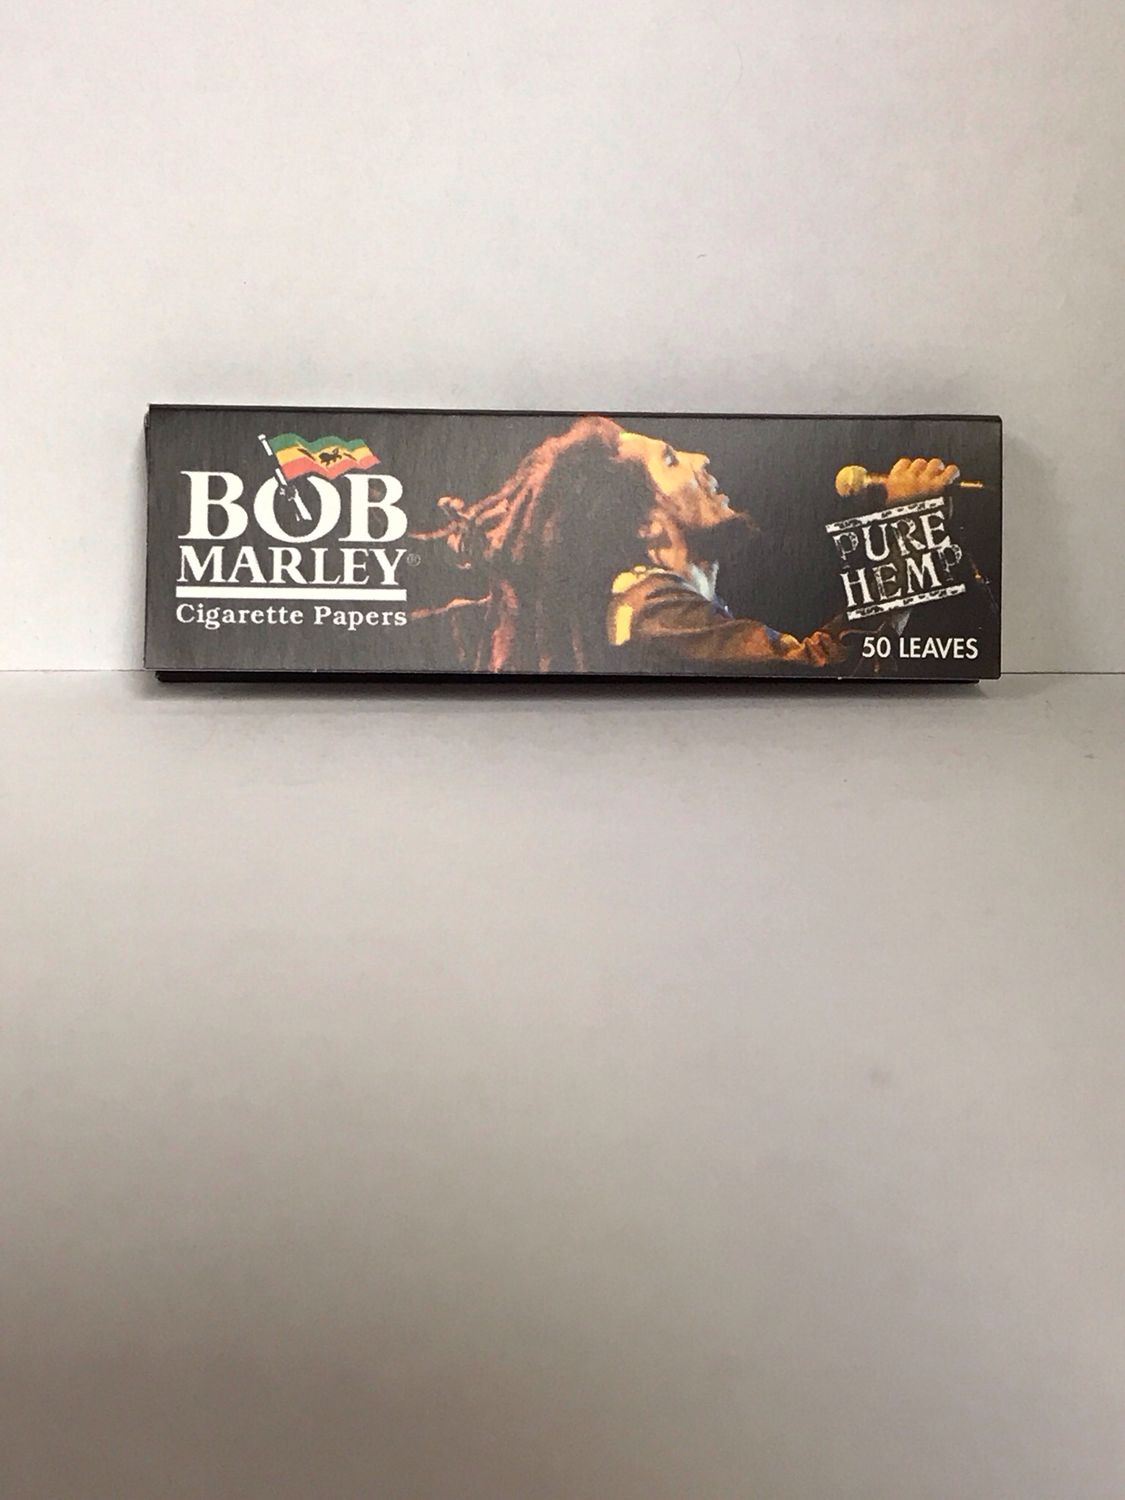 BOB
MARLEY®
Cigarette Papers
PURE
HEMP
50 LEAVES